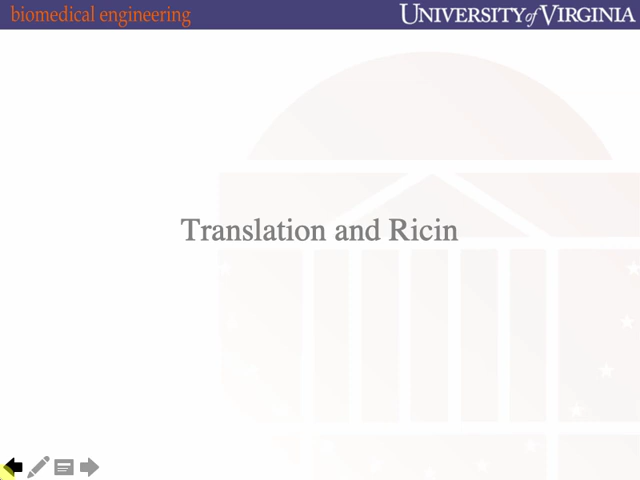 biomedical engineering
UNIVERSITY of VIRGINIA
Translation and Ricin